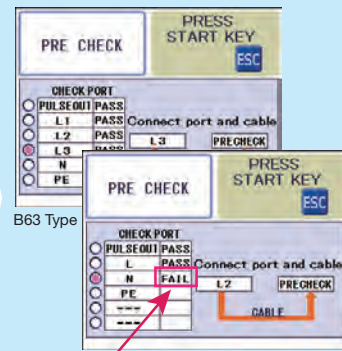 PRE CHECK
PRESS
START KEY
ESC
CHECK PORT
PULSEOUT PASS
L1 PASS
L2 PASS
L3 PASS
N
PE
Connect port and cable
L3
PRECHECK
B63 Type
PRE CHECK
PRESS
START KEY
ESC
CHECK PORT
PULSEOUT PASS
L PASS
N FAIL
PE
---
---
Connect port and cable
L2
PRECHECK
CABLE